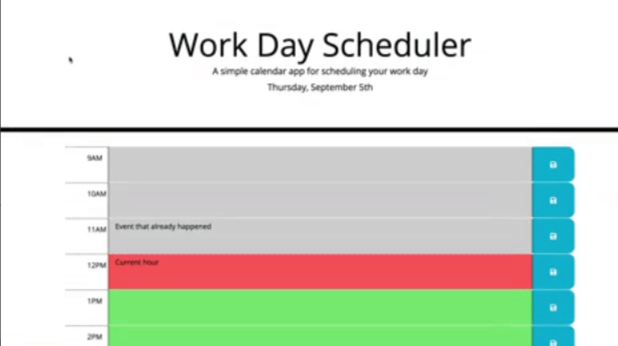 Work Day Scheduler
A simple calendar app for scheduling your work day
Thursday, September 5th
9AM
10AM
11AM Event that already happened
12PM Current hour
1PM
2PM